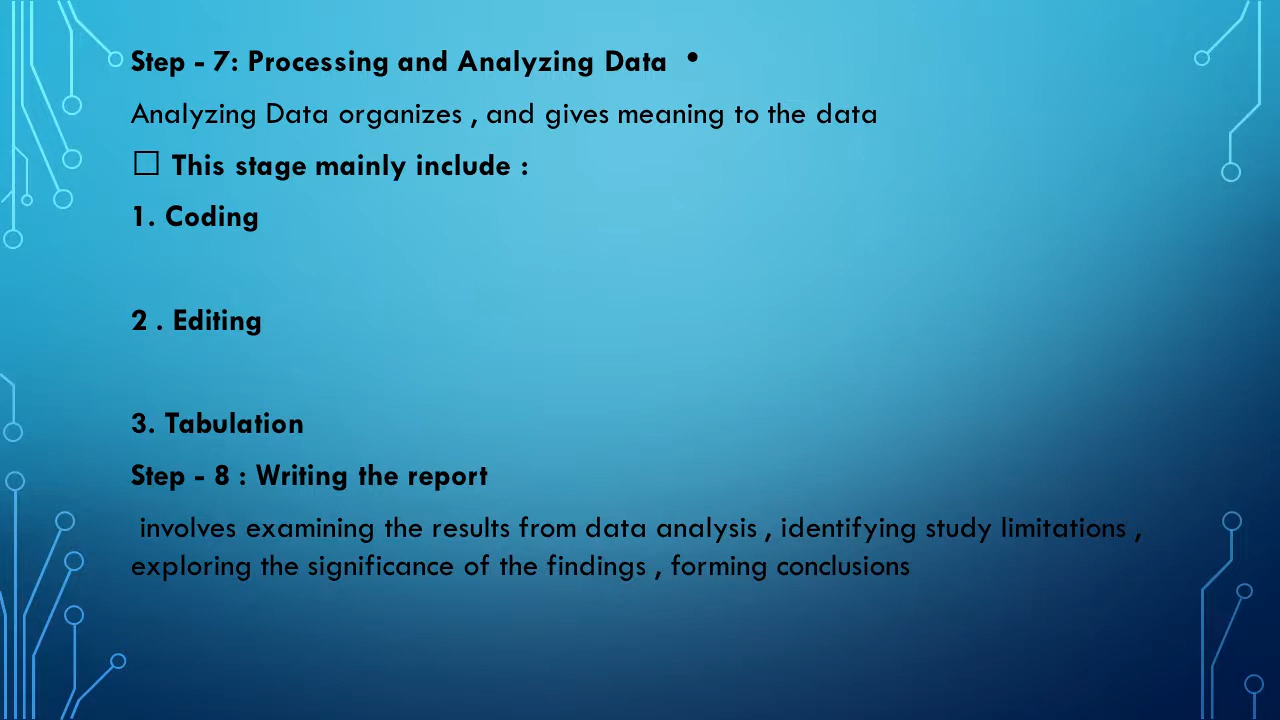 Step - 7: Processing and Analyzing Data •
Analyzing Data organizes , and gives meaning to the data
☐ This stage mainly include :
1. Coding
2 . Editing
3. Tabulation
Step - 8 : Writing the report
involves examining the results from data analysis , identifying study limitations ,
exploring the significance of the findings , forming conclusions